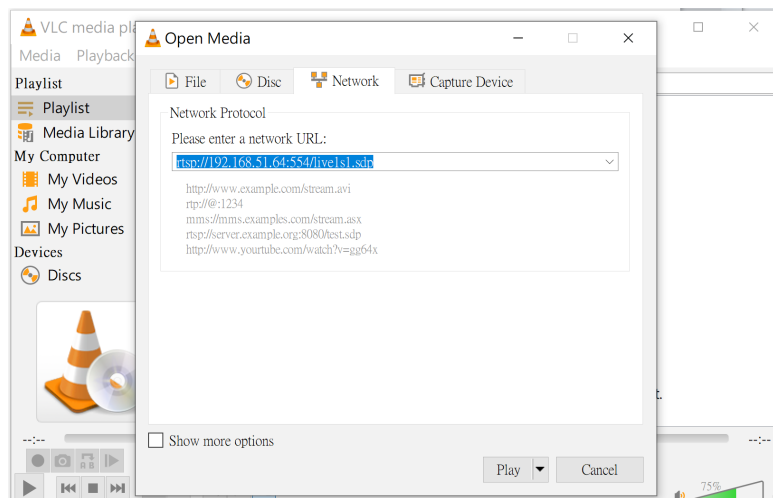 VLC media pla
Media Playback
Playlist
Playlist
Media Library
My Computer
My Videos
My Music
My Pictures
Devices
Discs
--:--
Open Media
File Disc Network Capture Device
Network Protocol
Please enter a network URL:
rtsp://192.168.51.64:554/live1s1.sdp
http://www.example.com/stream.avi
rtp://@:1234
mms://mms.examples.com/stream.asx
rtsp://server.example.org:8080/test.sdp
http://www.yourtube.com/watch?v=gg64x
Show more options
Play Cancel
t.
--:--
75%